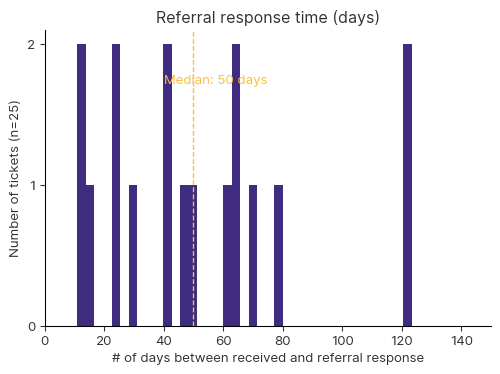 Referral response time (days)
Number of tickets (n=25)
2
1
0
Median: 50 days
0 20 40 60 80 100 120 140
# of days between received and referral response